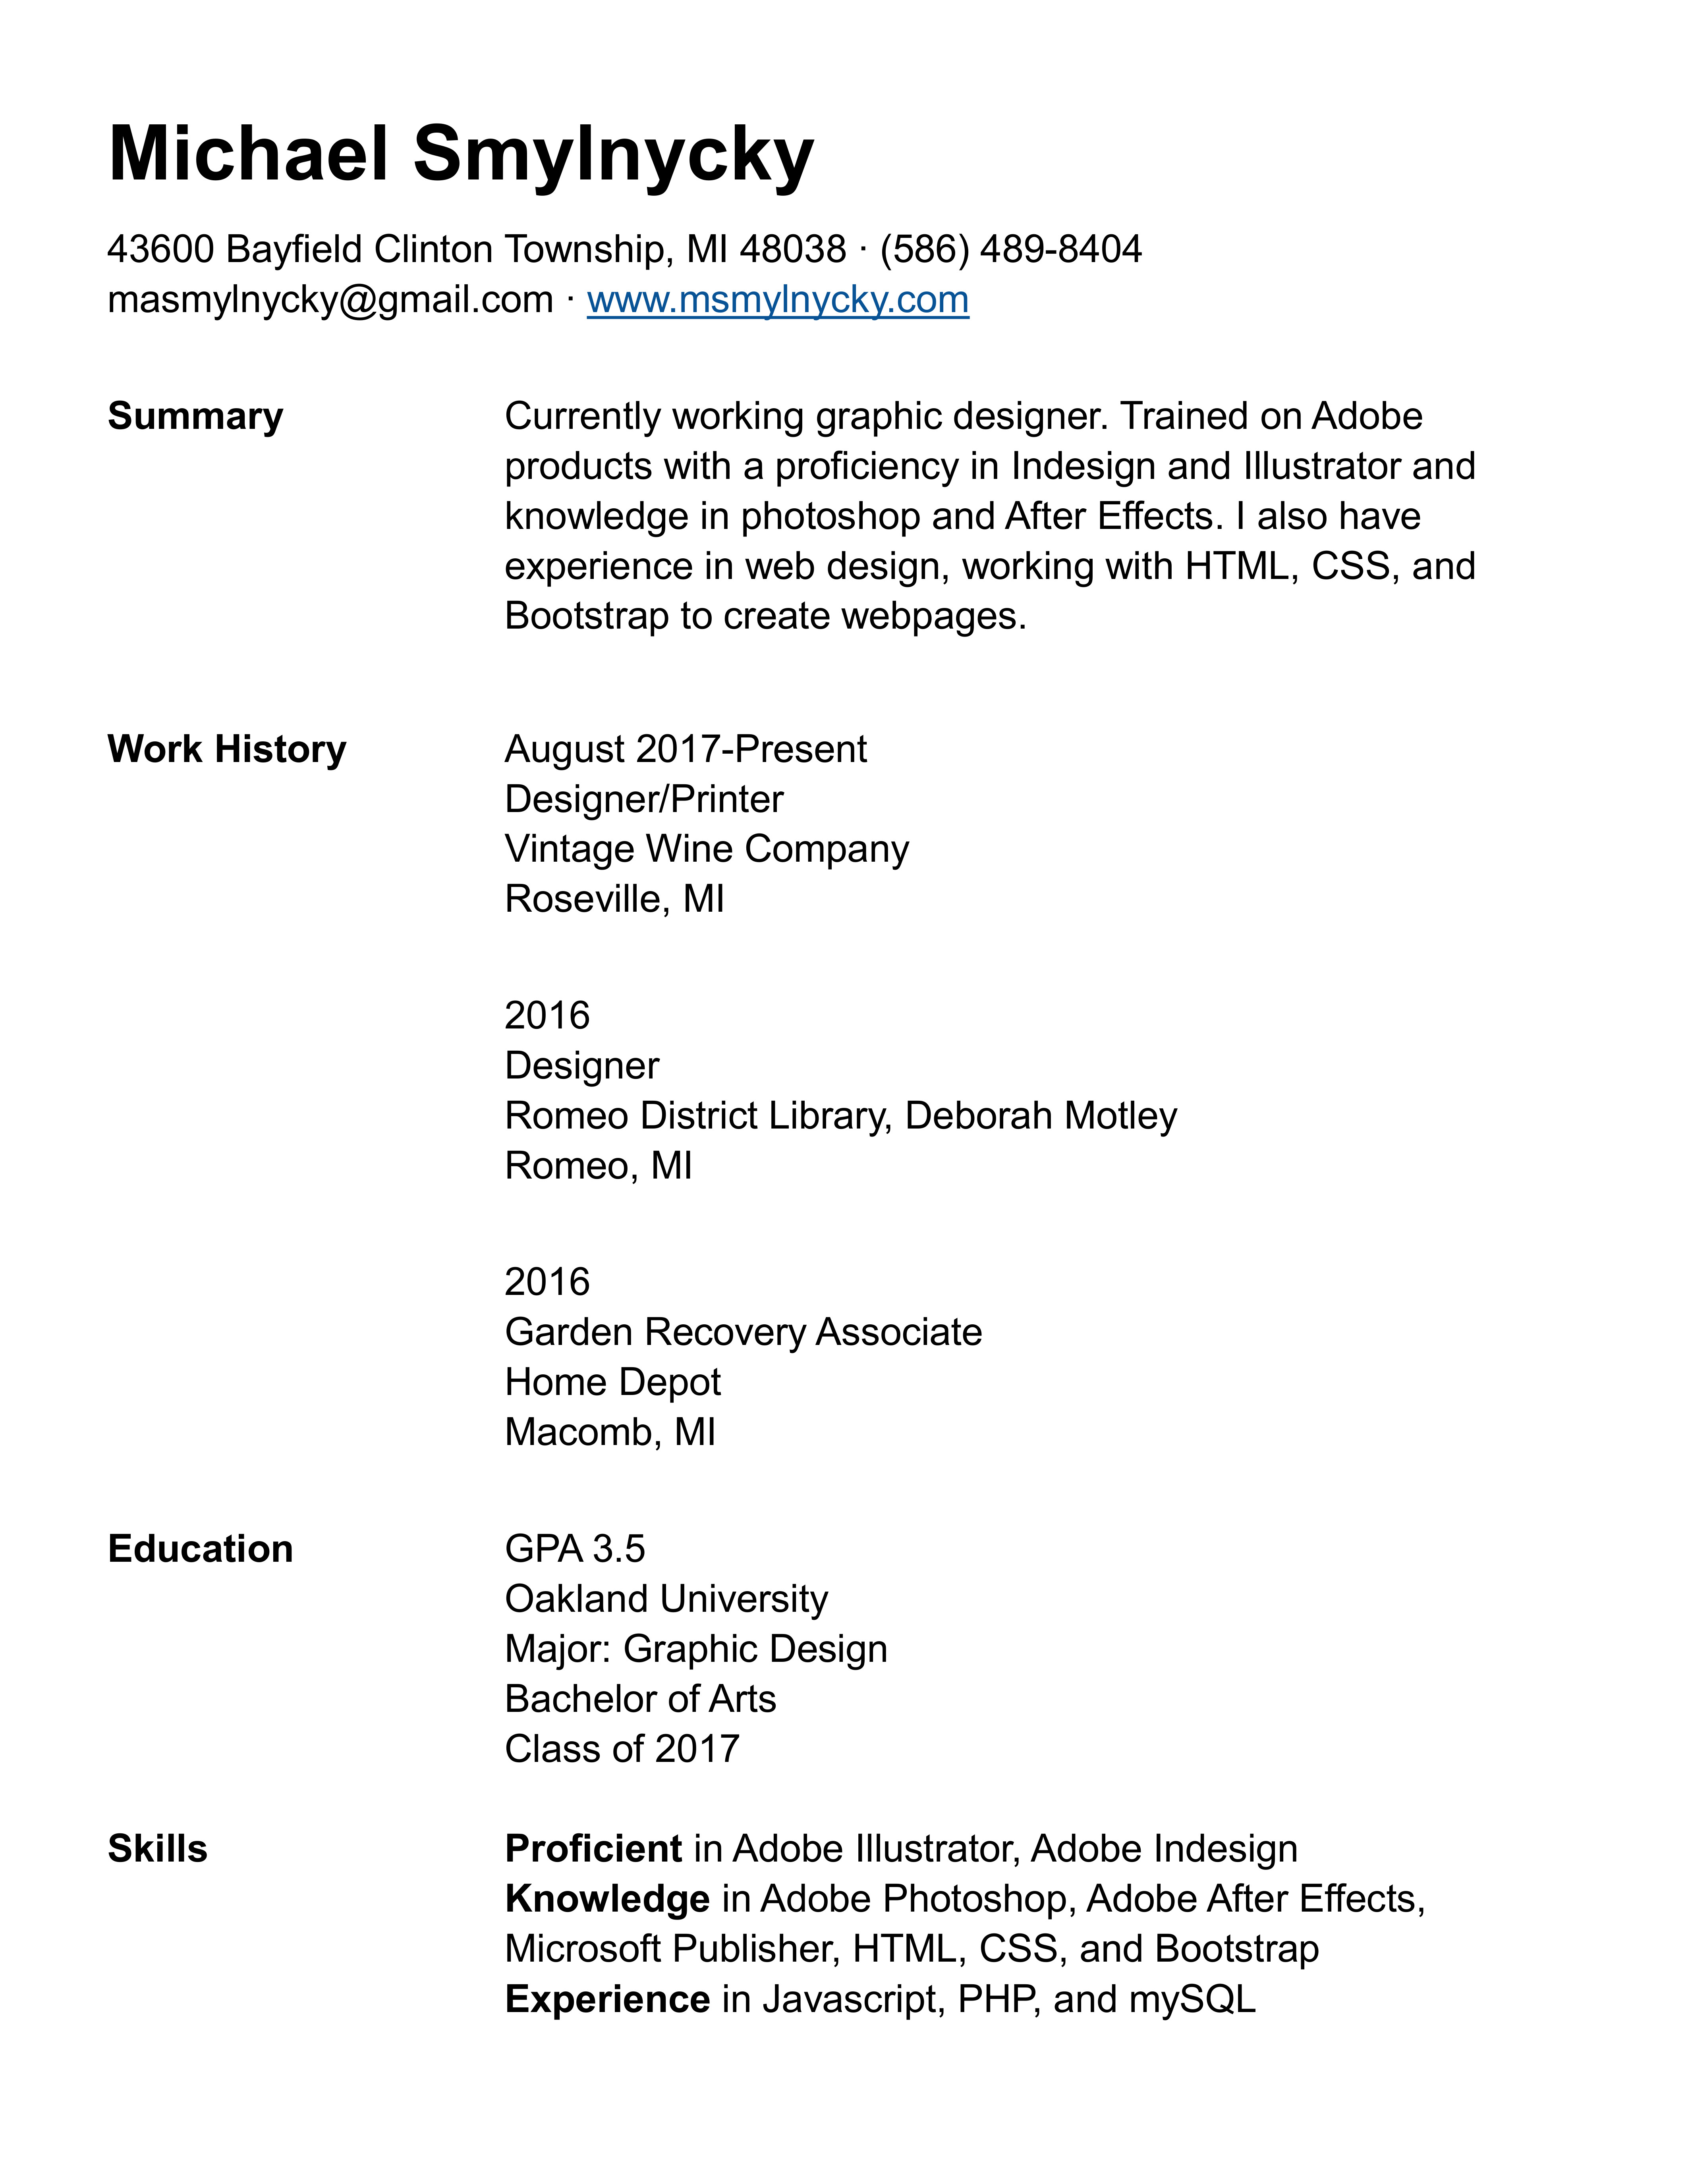 Michael Smylnycky
43600 Bayfield Clinton Township, MI 48038 · (586) 489-8404
masmylnycky@gmail.com · www.msmylnycky.com
Summary
Currently working graphic designer. Trained on Adobe
products with a proficiency in Indesign and Illustrator and
knowledge in photoshop and After Effects. I also have
experience in web design, working with HTML, CSS, and
Bootstrap to create webpages.
Work History
August 2017-Present
Designer/Printer
Vintage Wine Company
Roseville, MI
2016
Designer
Romeo District Library, Deborah Motley
Romeo, MI
2016
Garden Recovery Associate
Home Depot
Macomb, MI
Education
GPA 3.5
Oakland University
Major: Graphic Design
Bachelor of Arts
Class of 2017
Skills
Proficient in Adobe Illustrator, Adobe Indesign
Knowledge in Adobe Photoshop, Adobe After Effects,
Microsoft Publisher, HTML, CSS, and Bootstrap
Experience in Javascript, PHP, and mySQL